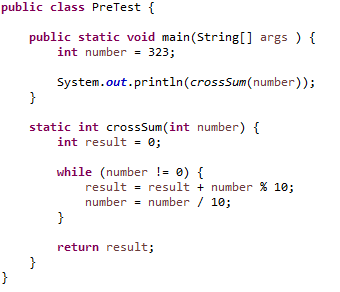 public class PreTest {
    public static void main(String[] args ) {
        int number = 323;
        System.out.println(crossSum(number));
    }
    static int crossSum(int number) {
        int result = 0;
        while (number != 0) {
            result = result + number % 10;
            number = number / 10;
        }
        return result;
    }
}